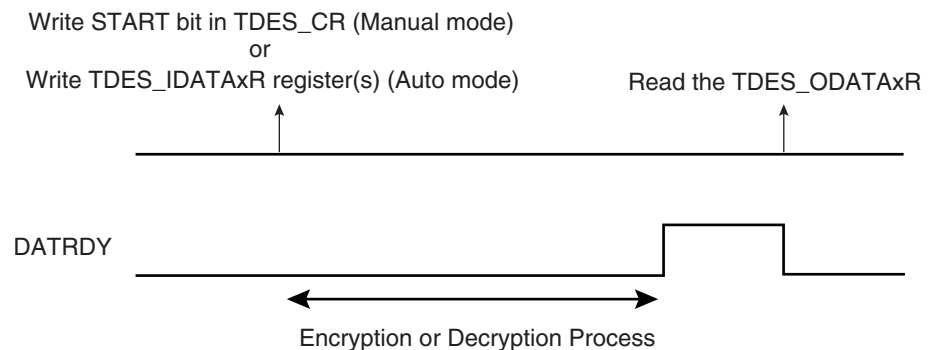 Write START bit in TDES_CR (Manual mode)
or
Write TDES_IDATAxR register(s) (Auto mode)
Read the TDES_ODATAxR
DATRDY
Encryption or Decryption Process